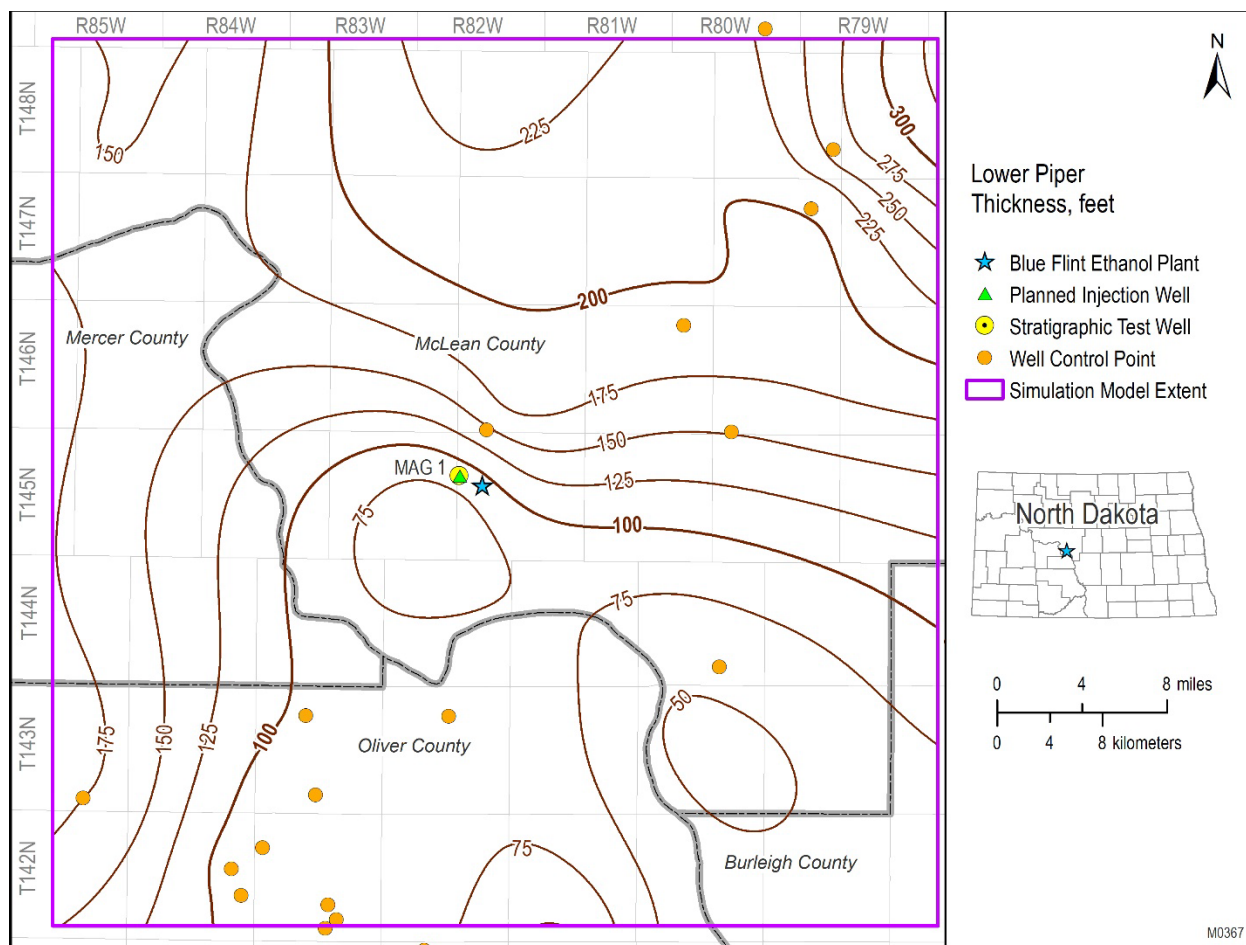 R85W R84W R83W R82W R81W R80W R79W
T148N
T147N
T146N
T145N
T144N
T143N
T142N
150
225
300
275
250
225
200
Mercer County
McLean County
175
150
125
MAG 1
100
75
75
50
175
150
125
100
Oliver County
75
Burleigh County
N
Lower Piper
Thickness, feet
Blue Flint Ethanol Plant
Planned Injection Well
Stratigraphic Test Well
Well Control Point
Simulation Model Extent
North Dakota
0 4 8 miles
0 4 8 kilometers
M0367